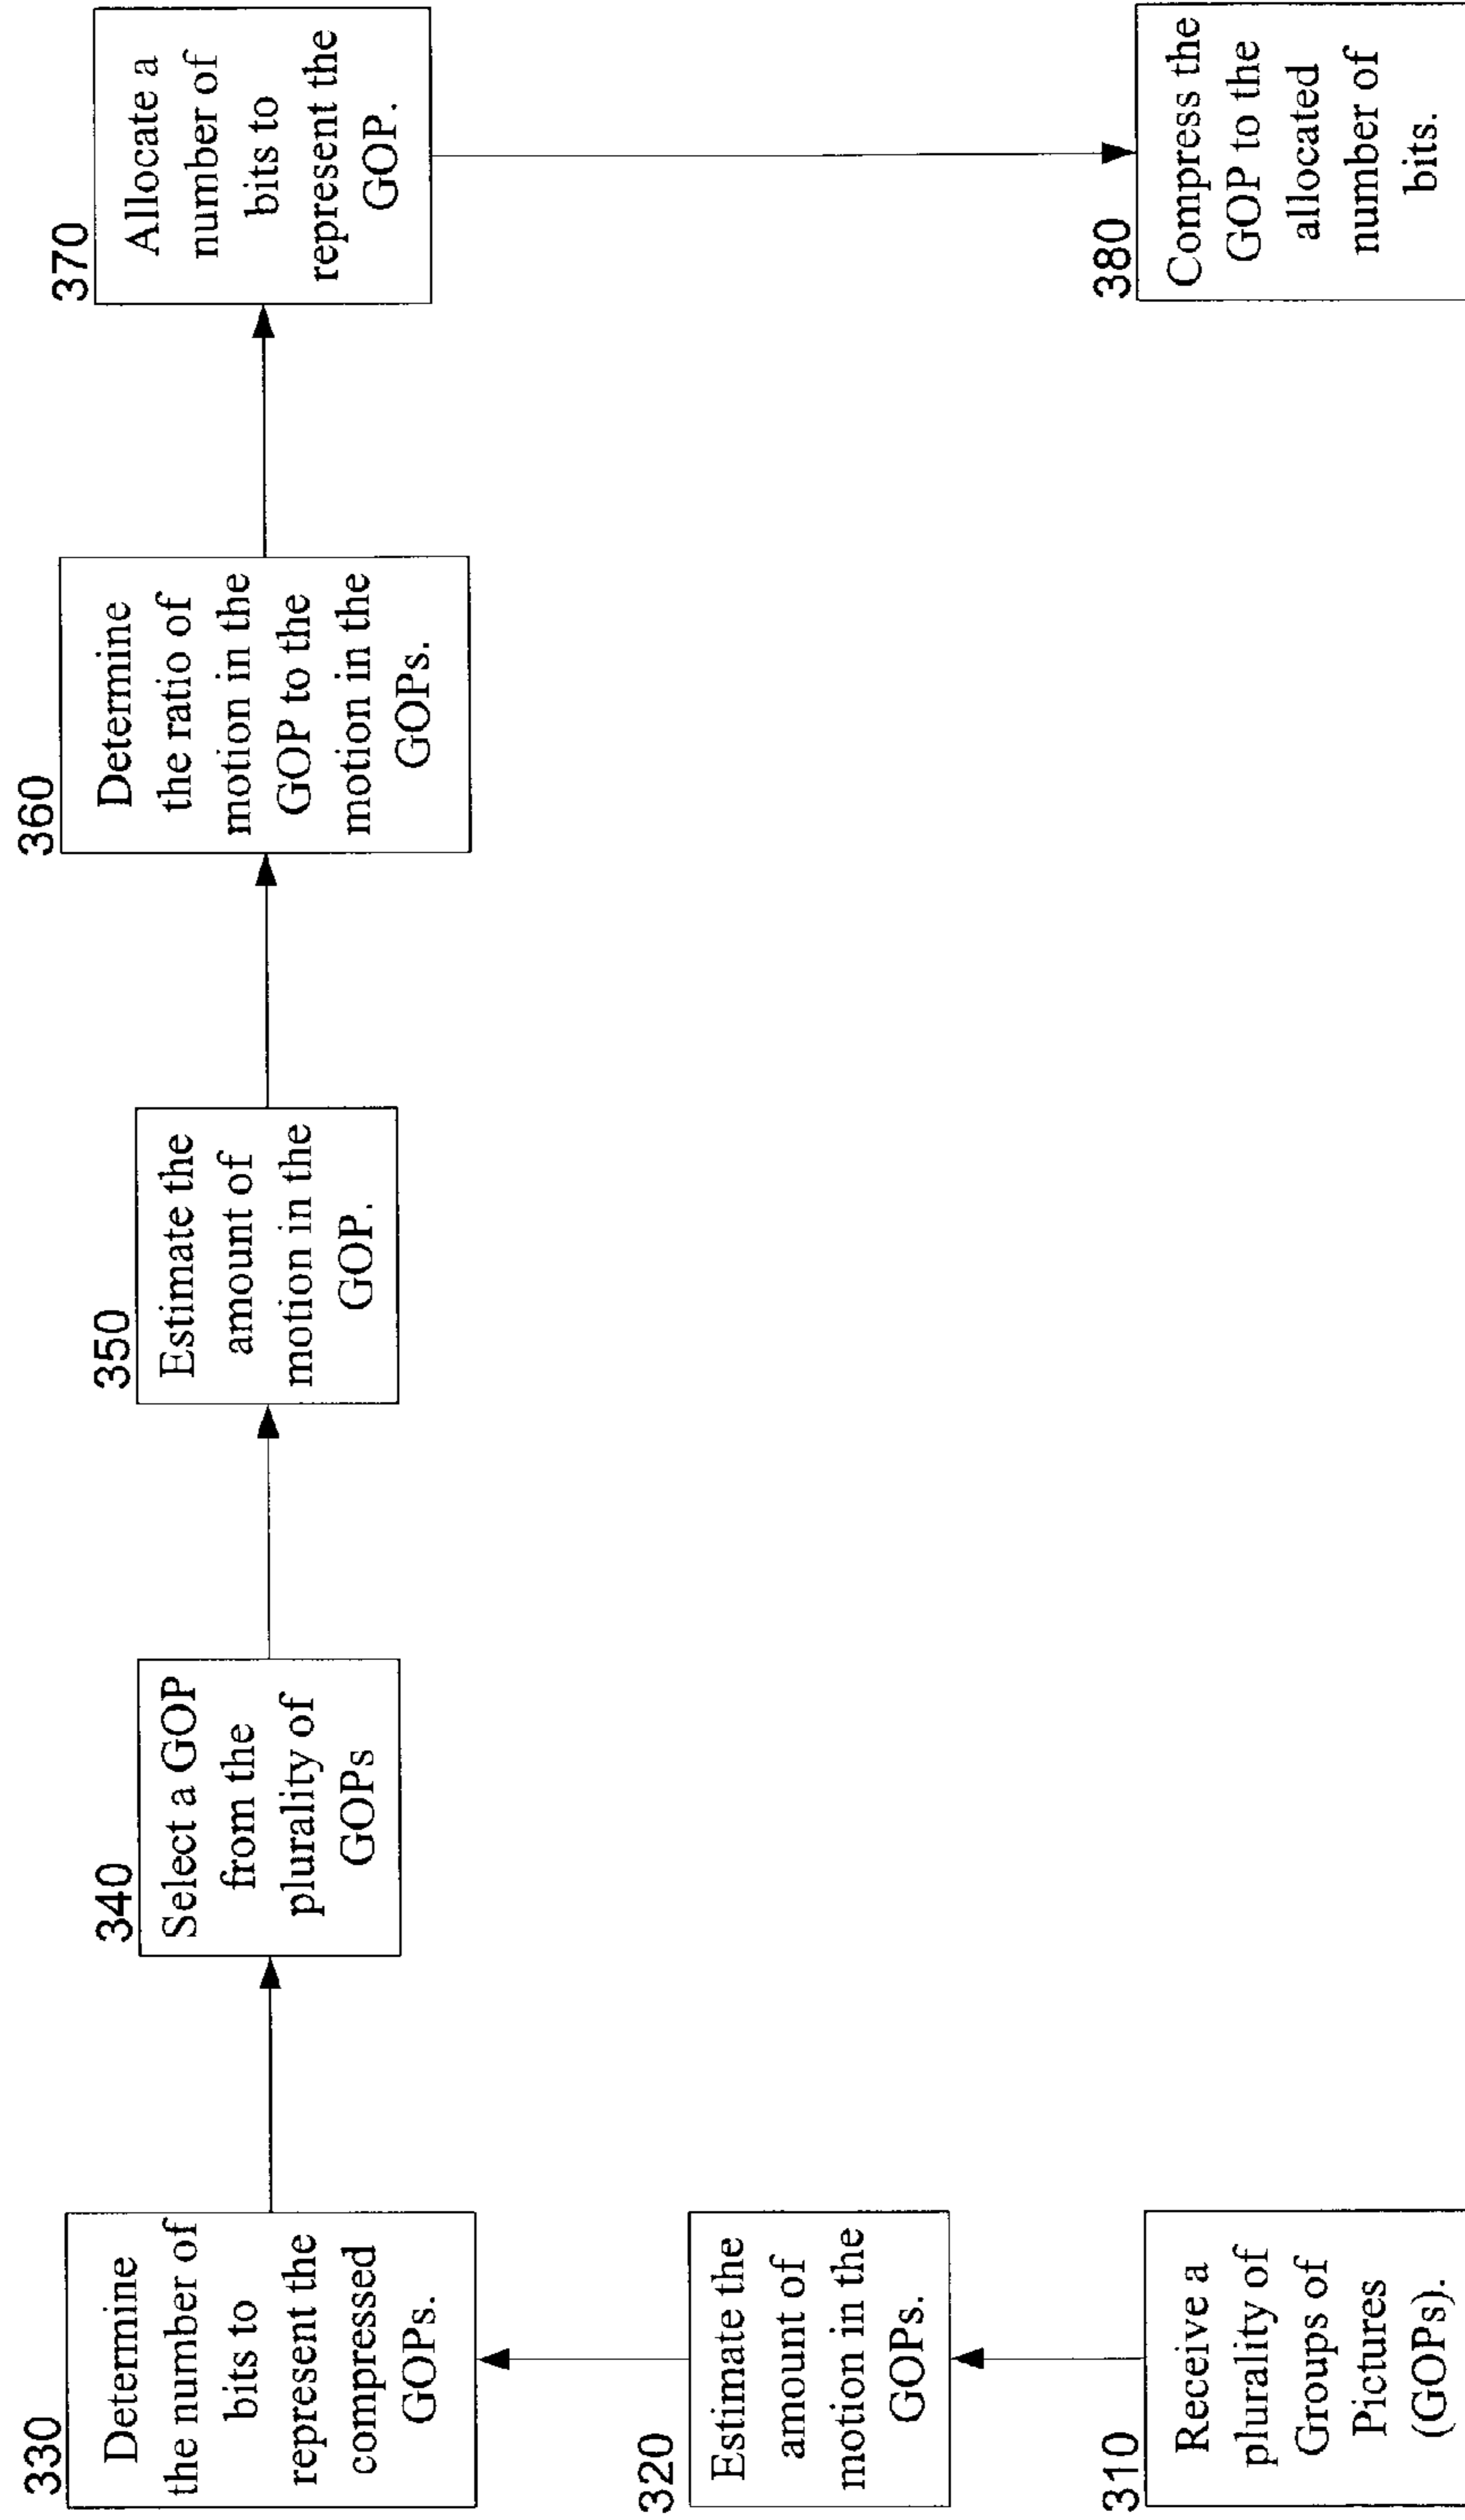 310
Receive a
plurality of
Groups of
Pictures
(GOPs).
320
Estimate the
amount of
motion in the
GOPs.
330
Determine
the number of
bits to
represent the
compressed
GOPs.
340
Select a GOP
from the
plurality of
GOPs
350
Estimate the
amount of
motion in the
GOP.
360
Determine
the ratio of
motion in the
GOP to the
motion in the
GOPs.
370
Allocate a
number of
bits to
represent the
GOP.
380
Compress the
GOP to the
allocated
number of
bits.